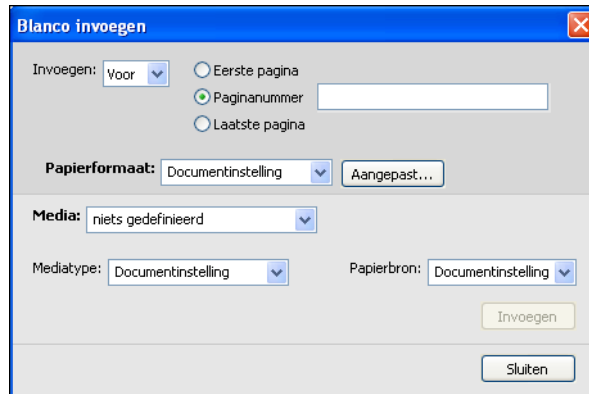 Blanco invoegen
Invoegen: Voor
Eerste pagina
Paginanummer
Laatste pagina
Papierformaat: Documentinstelling Aangepast...
Media: niets gedefinieerd
Mediatype: Documentinstelling Papierbron: Documentinstelling
Invoegen
Sluiten